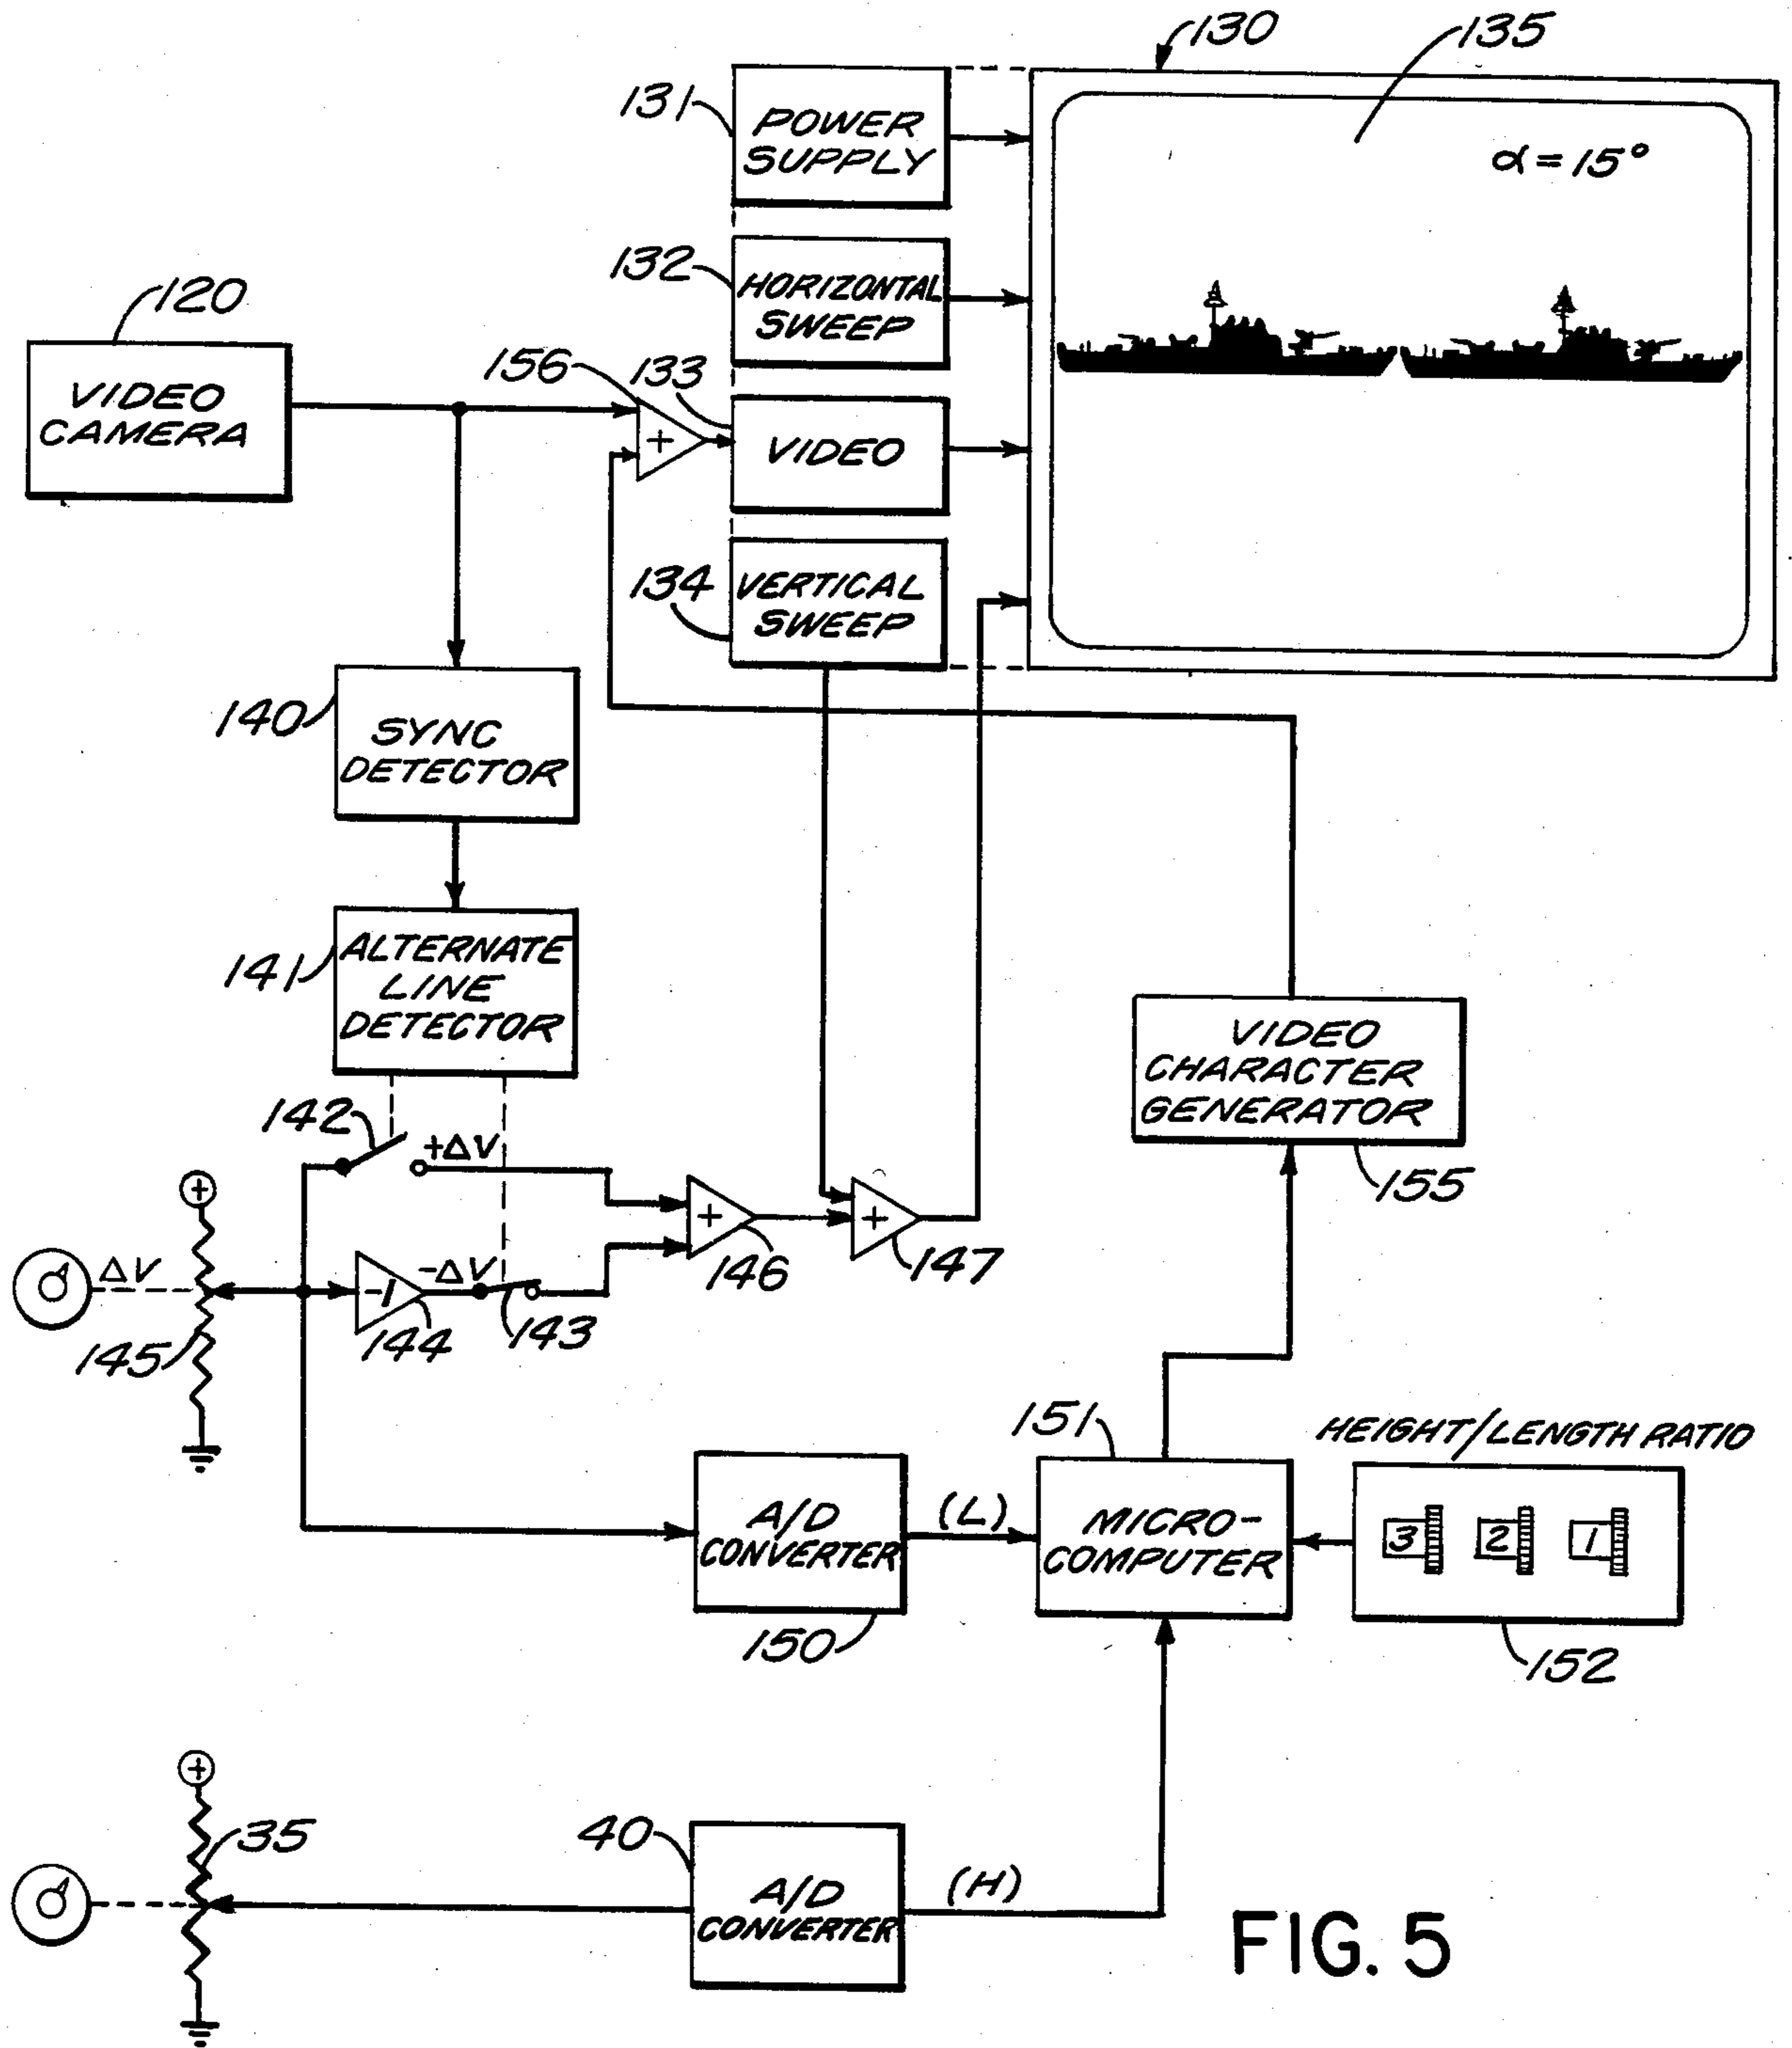 130
135
131
POWER
SUPPLY
α = 15°
132
HORIZONTAL
SWEEP
120
VIDEO
CAMERA
156
133
+
VIDEO
134
VERTICAL
SWEEP
140
SYNC
DETECTOR
141
ALTERNATE
LINE
DETECTOR
VIDEO
CHARACTER
GENERATOR
155
142
+ΔV
+
ΔV
-1
144
-ΔV
143
145
+
146
+
147
151
HEIGHT/LENGTH RATIO
A/D
CONVERTER
150
(L)
MICRO-
COMPUTER
3 2 1
152
+
35
40
A/D
CONVERTER
(H)
FIG. 5